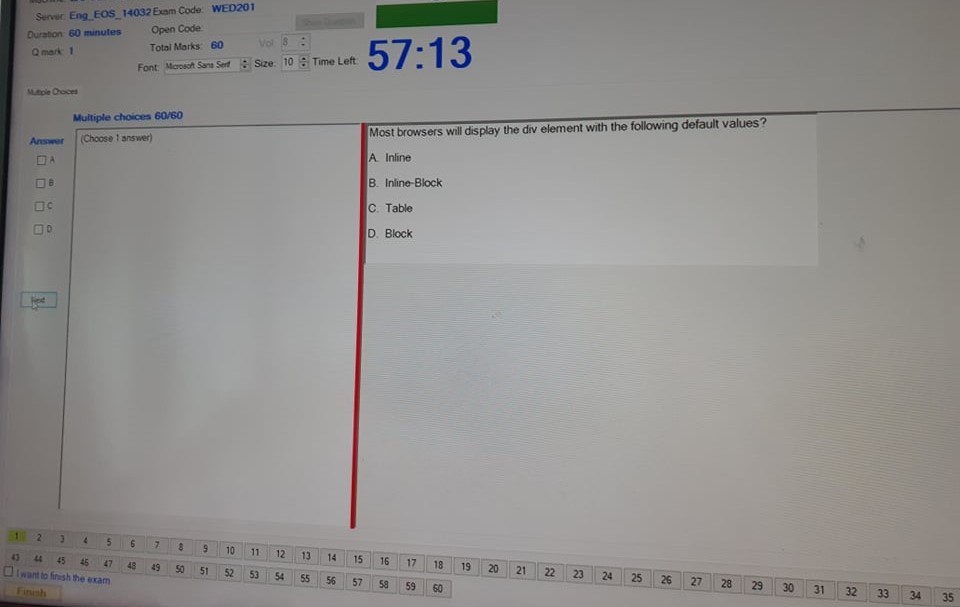 Server: Eng_EOS_14032 Exam Code: WED201
Duration: 60 minutes Open Code:
Q mark: 1 Total Marks: 60 Vol 8
Font: Microsoft Sans Serif Size: 10 Time Left: 57:13
Multiple Choices
Multiple choices 60/60
Answer
(Choose 1 answer)
A
B
C
D
Next
Most browsers will display the div element with the following default values?
A. Inline
B. Inline-Block
C. Table
D. Block
1 2 3 4 5 6 7 8 9 10 11 12 13 14 15 16 17 18 19 20 21 22 23 24 25 26 27 28 29 30 31 32 33 34 35
43 44 45 46 47 48 49 50 51 52 53 54 55 56 57 58 59 60
I want to finish the exam
Finish